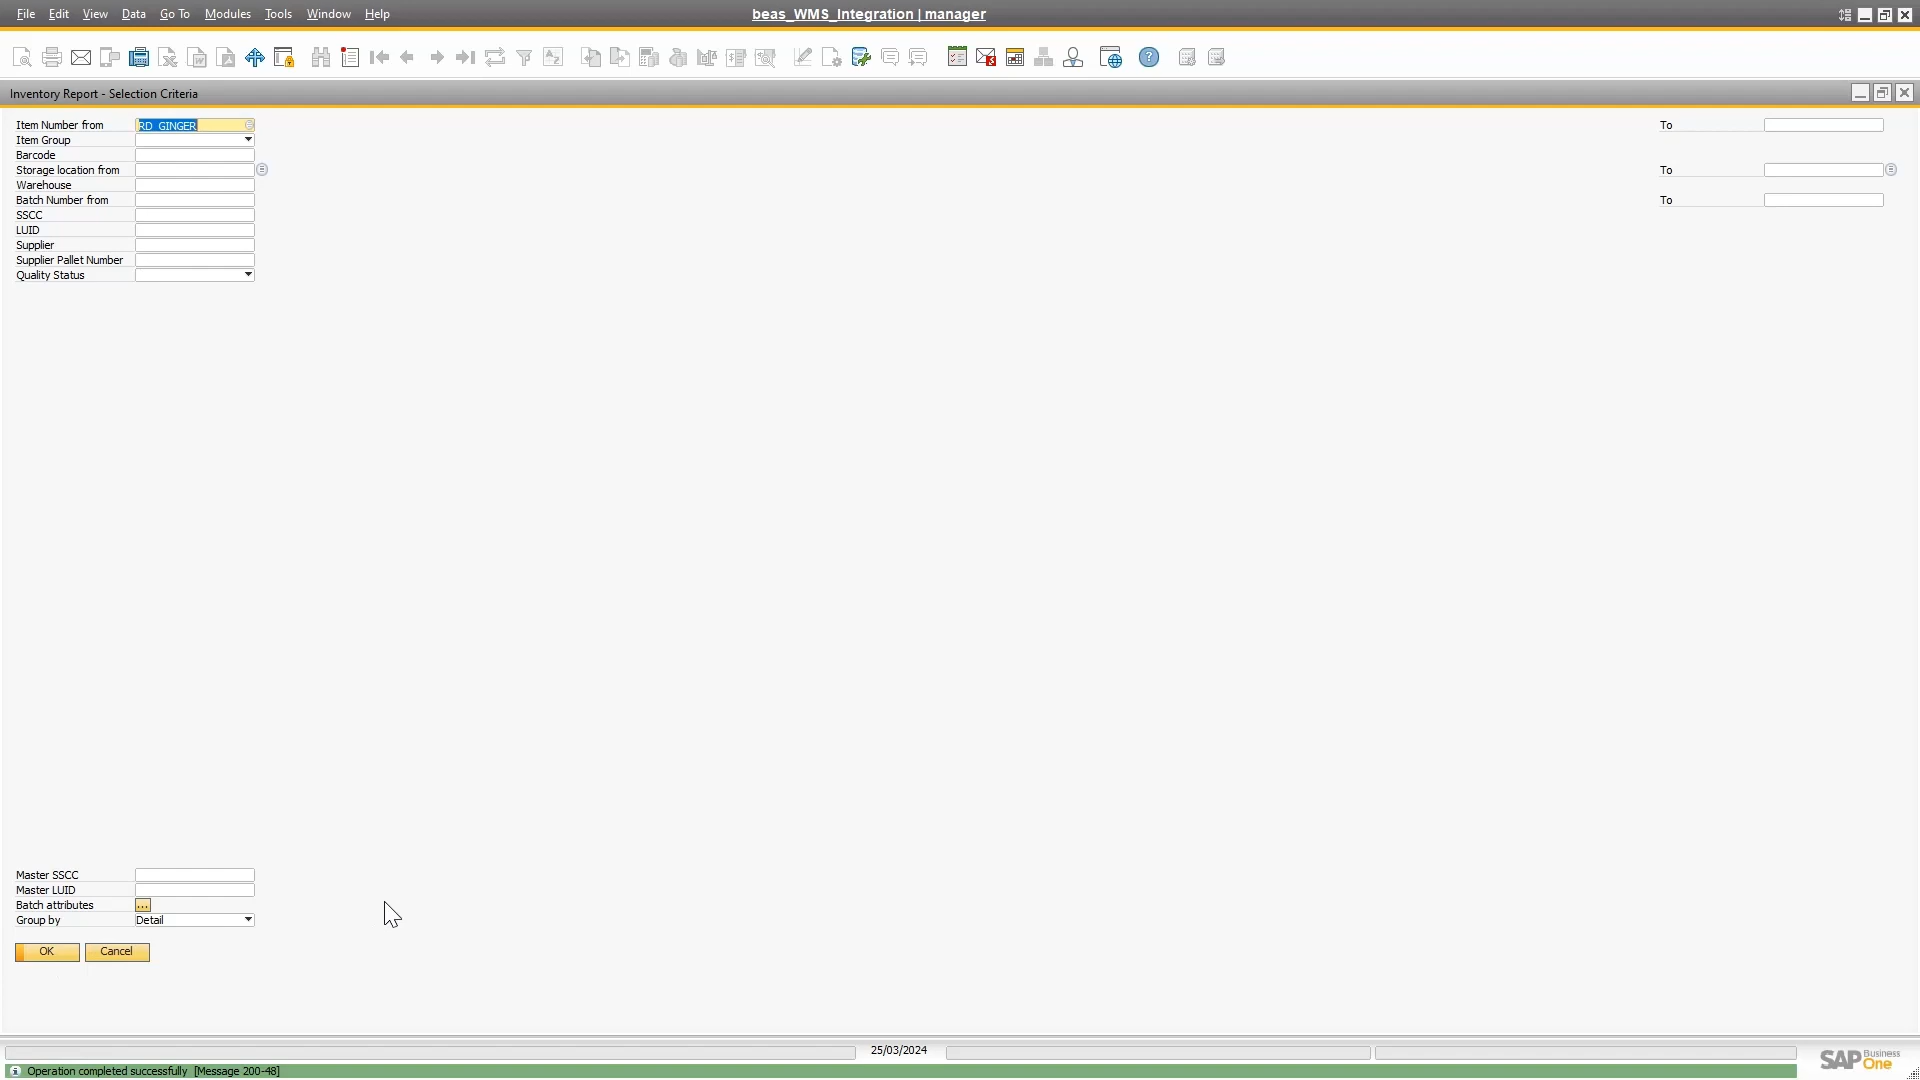 File Edit View Data Go To Modules Tools Window Help
beas_WMS_Integration | manager
Inventory Report - Selection Criteria
Item Number from RD_GINGER To
Item Group
Barcode
Storage location from To
Warehouse
Batch Number from To
SSCC
LUID
Supplier
Supplier Pallet Number
Quality Status
Master SSCC
Master LUID
Batch attributes ...
Group by Detail
OK Cancel
25/03/2024
SAP Business One
Operation completed successfully [Message 200-48]